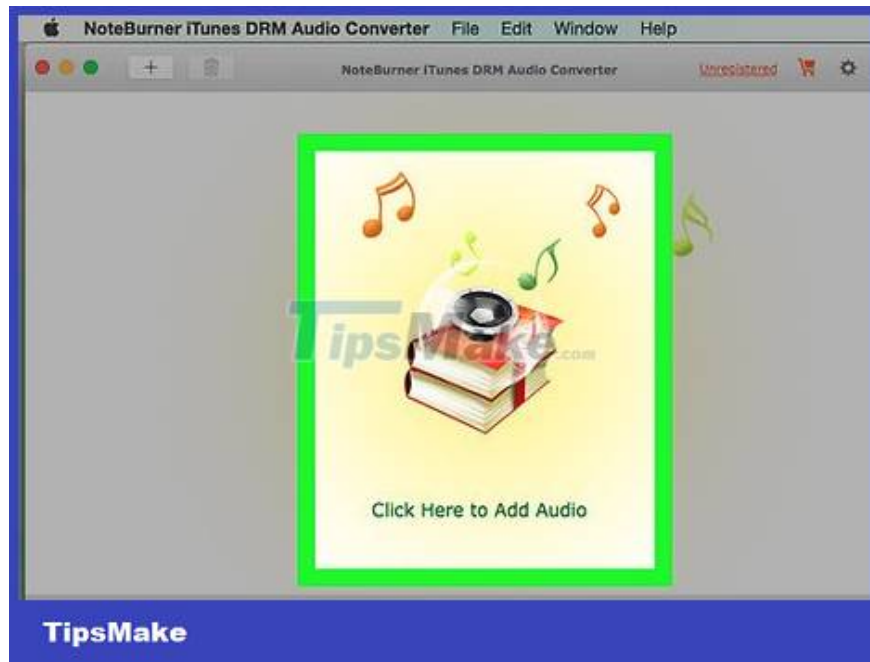 NoteBurner iTunes DRM Audio Converter File Edit Window Help
NoteBurner iTunes DRM Audio Converter Unregistered
TipsMake.com
Click Here to Add Audio
TipsMake